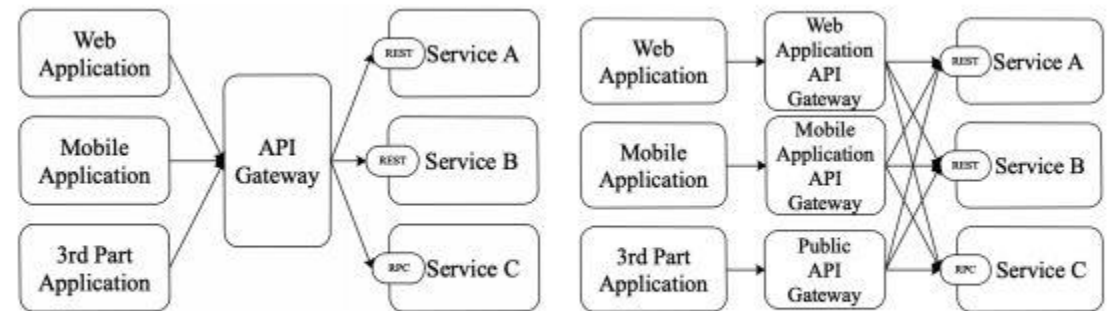 Web
Application
Mobile
Application
3rd Part
Application
API
Gateway
REST
Service A
REST
Service B
RPC
Service C
Web
Application
Mobile
Application
3rd Part
Application
Web
Application
API
Gateway
Mobile
Application
API
Gateway
Public
API
Gateway
REST
Service A
REST
Service B
RPC
Service C